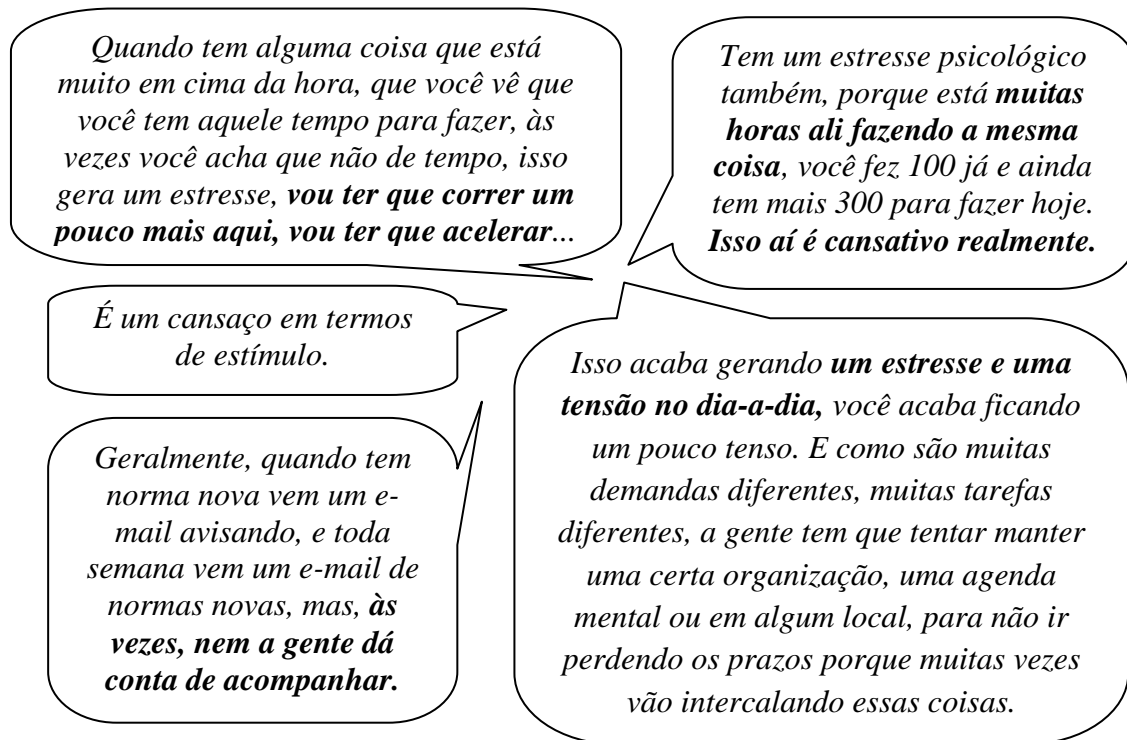 Quando tem alguma coisa que está
muito em cima da hora, que você vê que
você tem aquele tempo para fazer, às
vezes você acha que não de tempo, isso
gera um estresse, vou ter que correr um
pouco mais aqui, vou ter que acelerar...
Tem um estresse psicológico
também, porque está muitas
horas ali fazendo a mesma
coisa, você fez 100 já e ainda
tem mais 300 para fazer hoje.
Isso aí é cansativo realmente.
É um cansaço em termos
de estímulo.
Geralmente, quando tem
norma nova vem um e-
mail avisando, e toda
semana vem um e-mail de
normas novas, mas, às
vezes, nem a gente dá
conta de acompanhar.
Isso acaba gerando um estresse e uma
tensão no dia-a-dia, você acaba ficando
um pouco tenso. E como são muitas
demandas diferentes, muitas tarefas
diferentes, a gente tem que tentar manter
uma certa organização, uma agenda
mental ou em algum local, para não ir
perdendo os prazos porque muitas vezes
vão intercalando essas coisas.